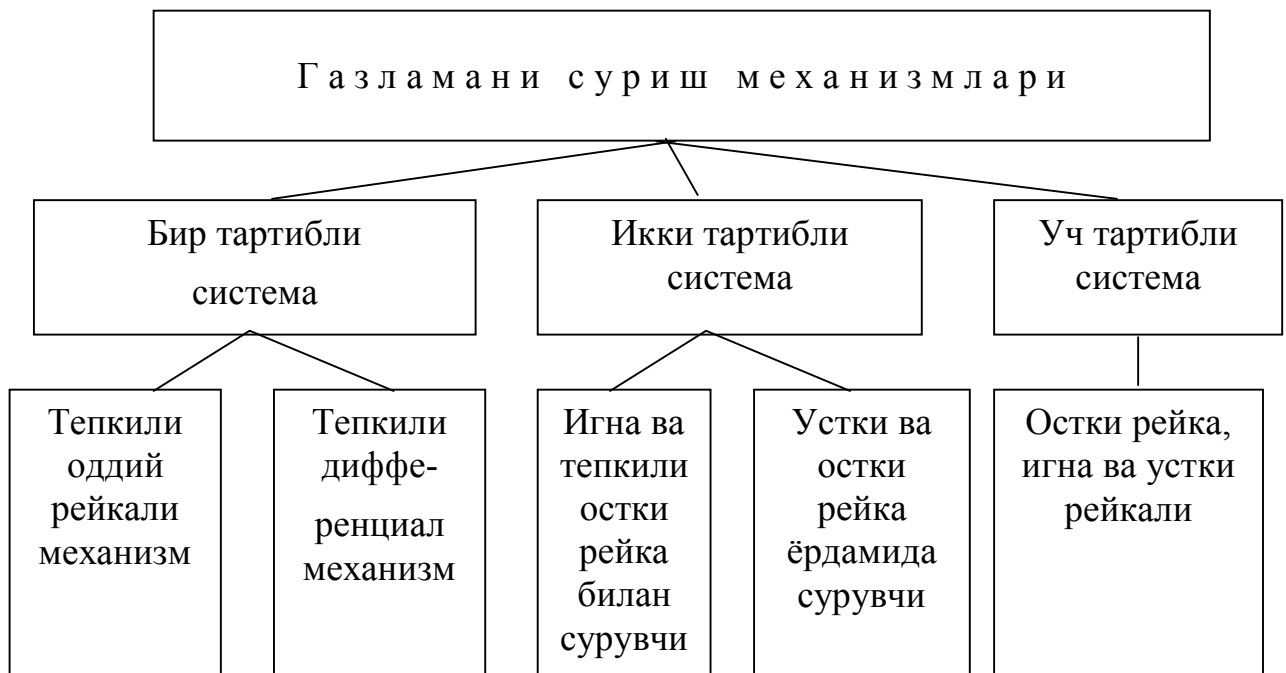 Газламани суриш механизмлари
Бир тартибли
система
Икки тартибли
система
Уч тартибли
система
Тепкили
оддий
рейкали
механизм
Тепкили
диффе-
ренциал
механизм
Игна ва
тепкили
остки
рейка
билан
сурувчи
Устки ва
остки
рейка
ёрдамида
сурувчи
Остки рейка,
игна ва устки
рейкали